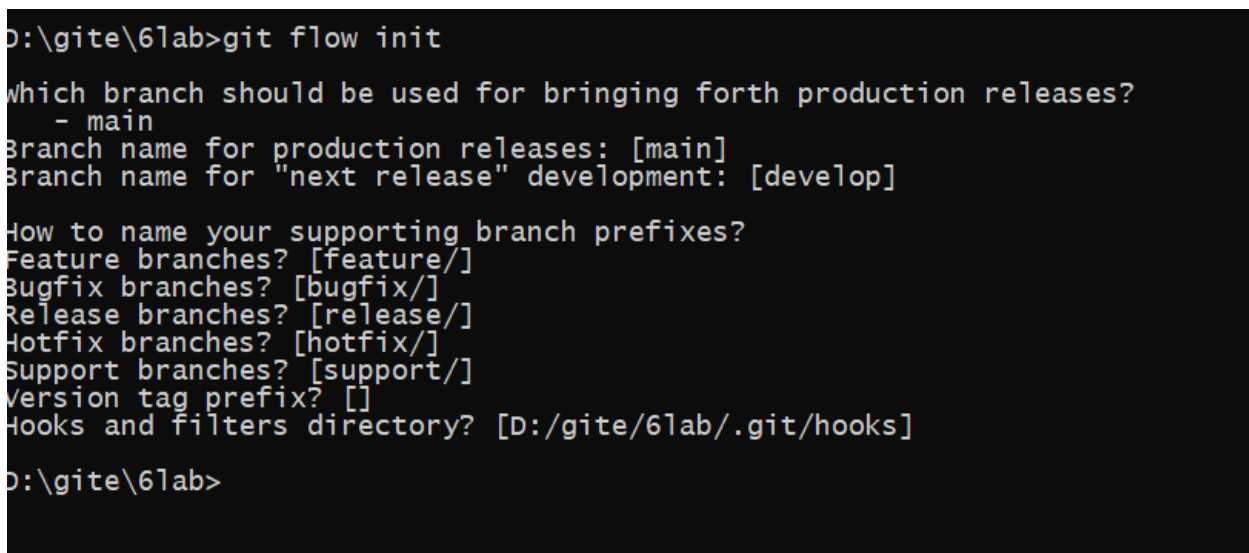 D:\gite\6lab>git flow init
Which branch should be used for bringing forth production releases?
- main
Branch name for production releases: [main]
Branch name for "next release" development: [develop]
How to name your supporting branch prefixes?
Feature branches? [feature/]
Bugfix branches? [bugfix/]
Release branches? [release/]
Hotfix branches? [hotfix/]
Support branches? [support/]
Version tag prefix? []
Hooks and filters directory? [D:/gite/6lab/.git/hooks]
D:\gite\6lab>